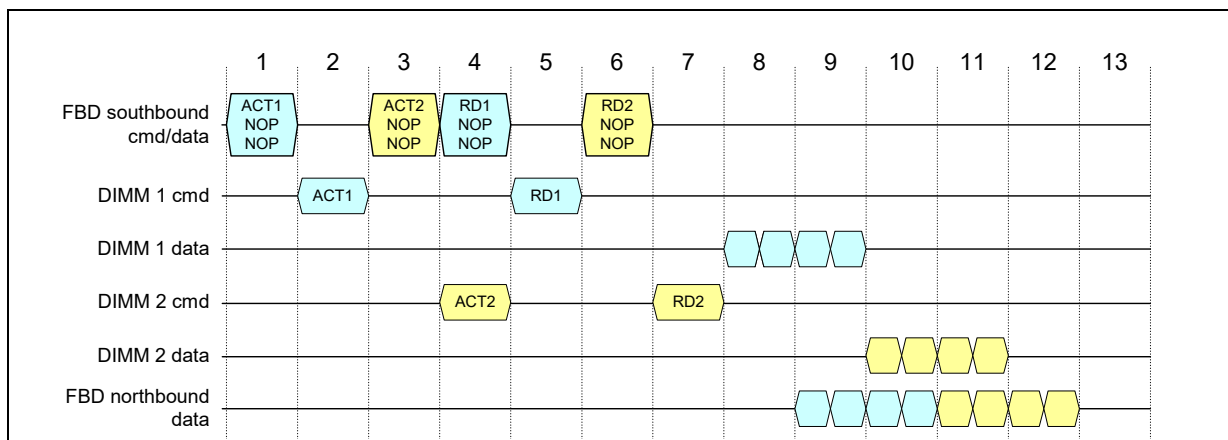 1 2 3 4 5 6 7 8 9 10 11 12 13
FBD southbound
cmd/data
ACT1
NOP
NOP
ACT2
NOP
NOP
RD1
NOP
NOP
RD2
NOP
NOP
DIMM 1 cmd
ACT1
RD1
DIMM 1 data
DIMM 2 cmd
ACT2
RD2
DIMM 2 data
FBD northbound
data